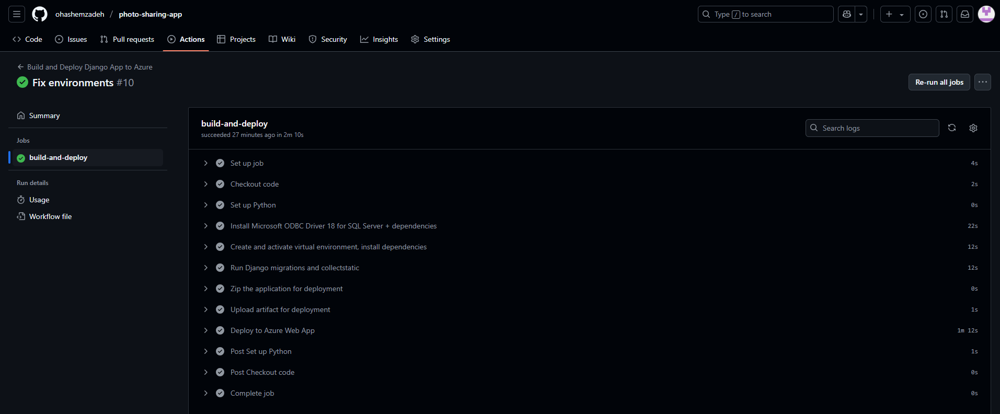 ohashemzadeh / photo-sharing-app
Type / to search
Code Issues Pull requests Actions Projects Wiki Security Insights Settings
Build and Deploy Django App to Azure
Fix environments #10
Re-run all jobs
Summary
Jobs
build-and-deploy
Run details
Usage
Workflow file
build-and-deploy
succeeded 27 minutes ago in 2m 10s
Search logs
Set up job 4s
Checkout code 2s
Set up Python 0s
Install Microsoft ODBC Driver 18 for SQL Server + dependencies 22s
Create and activate virtual environment, install dependencies 12s
Run Django migrations and collectstatic 12s
Zip the application for deployment 0s
Upload artifact for deployment 1s
Deploy to Azure Web App 1m 12s
Post Set up Python 1s
Post Checkout code 0s
Complete job 0s